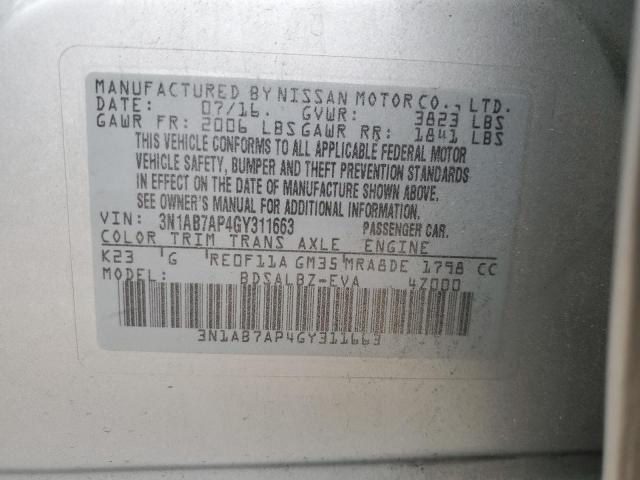 MANUFACTURED BY NISSAN MOTOR CO., LTD.
DATE: 07/16. GVWR: 3823 LBS
GAWR FR: 2006 LBS GAWR RR: 1841 LBS
THIS VEHICLE CONFORMS TO ALL APPLICABLE FEDERAL MOTOR
VEHICLE SAFETY, BUMPER AND THEFT PREVENTION STANDARDS
IN EFFECT ON THE DATE OF MANUFACTURE SHOWN ABOVE.
SEE OWNER'S MANUAL FOR ADDITIONAL INFORMATION.
VIN: 3N1AB7AP4GY311663 PASSENGER CAR.
COLOR TRIM TRANS AXLE ENGINE
K23 G RE0F11A GM35 MRA8DE 1798 CC
MODEL: BDSALBZ-EVA 4Z000
3N1AB7AP4GY311663